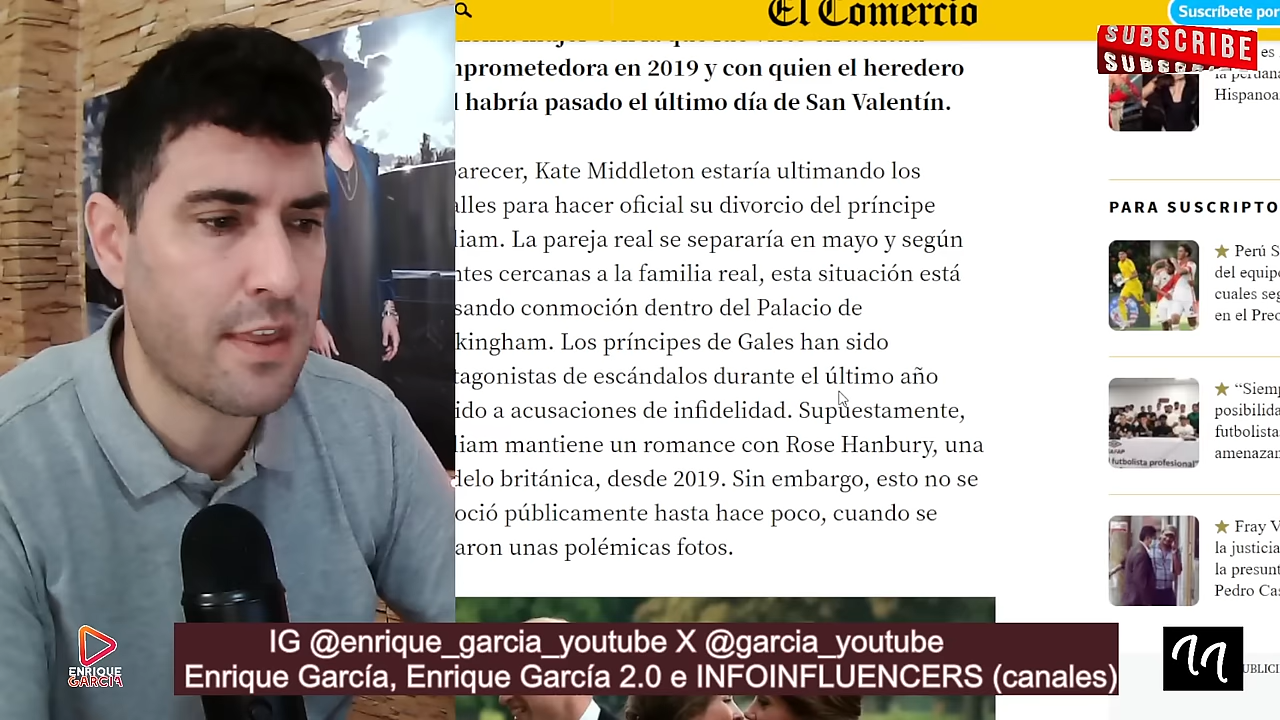 El Comercio
Suscríbete por
SUBSCRIBE
mprometedora en 2019 y con quien el heredero
l habría pasado el último día de San Valentín.
parecer, Kate Middleton estaría ultimando los
alles para hacer oficial su divorcio del príncipe
liam. La pareja real se separaría en mayo y según
ntes cercanas a la familia real, esta situación está
sando conmoción dentro del Palacio de
kingham. Los príncipes de Gales han sido
tagonistas de escándalos durante el último año
ido a acusaciones de infidelidad. Supuestamente,
liam mantiene un romance con Rose Hanbury, una
delo británica, desde 2019. Sin embargo, esto no se
oció públicamente hasta hace poco, cuando se
aron unas polémicas fotos.
es
la peruana
Hispanoa
PARA SUSCRIPTO
Perú S
del equipo
cuales seg
en el Preo
“Siemp
posibilida
futbolista
amenazan
futbolista profesional
Fray V
la justicia
la presunt
Pedro Cas
UBLICI
ENRIQUE
GARCÍA
IG @enrique_garcia_youtube X @garcia_youtube
Enrique García, Enrique García 2.0 e INFOINFLUENCERS (canales)